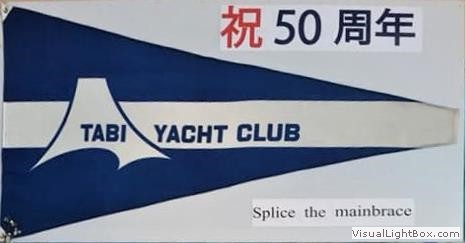 祝 50 周年
TABI YACHT CLUB
Splice the mainbrace
VisualLightBox.com